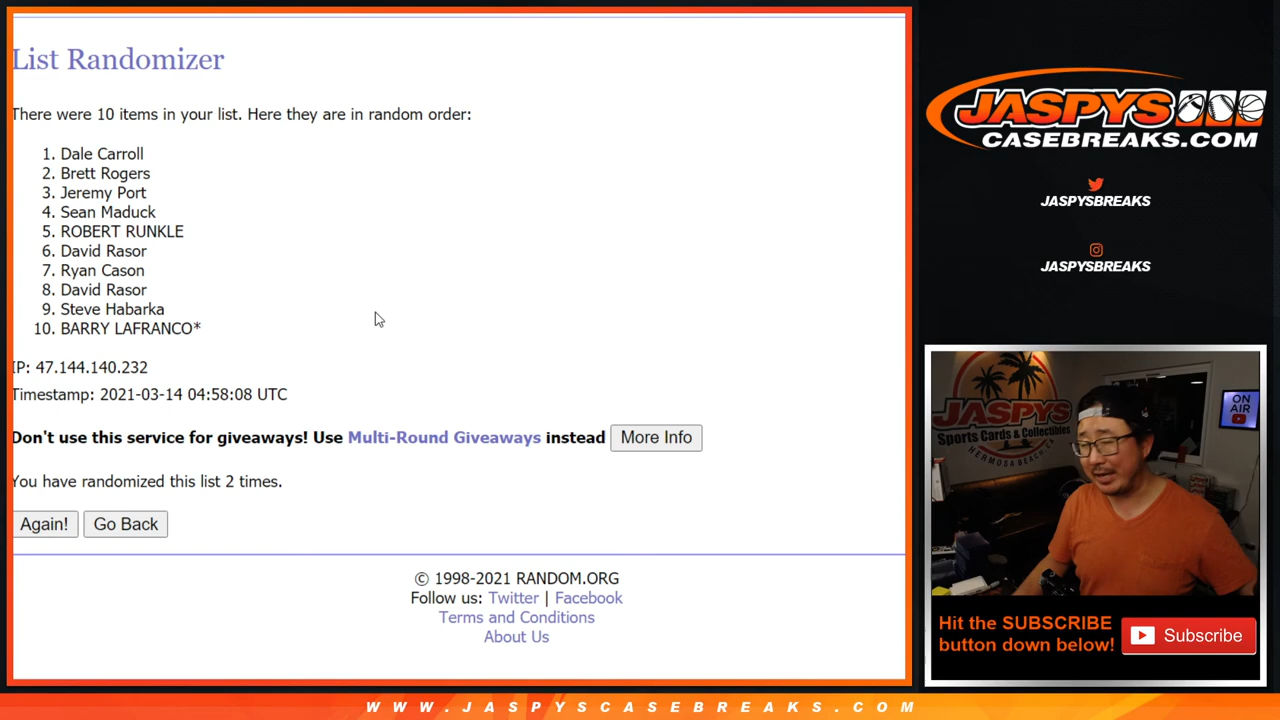 List Randomizer
There were 10 items in your list. Here they are in random order:
1. Dale Carroll
2. Brett Rogers
3. Jeremy Port
4. Sean Maduck
5. ROBERT RUNKLE
6. David Rasor
7. Ryan Cason
8. David Rasor
9. Steve Habarka
10. BARRY LAFRANCO*
IP: 47.144.140.232
Timestamp: 2021-03-14 04:58:08 UTC
Don't use this service for giveaways! Use Multi-Round Giveaways instead More Info
You have randomized this list 2 times.
Again! Go Back
© 1998-2021 RANDOM.ORG
Follow us: Twitter | Facebook
Terms and Conditions
About Us
JASPYS
CASEBREAKS.COM
JASPYSBREAKS
JASPYSBREAKS
JASPYS
Sports Cards & Collectibles
HERMOSA BEACH,
ON
AIR
Hit the SUBSCRIBE
button down below!
Subscribe
WWW.JASPYSCASEBREAKS.COM